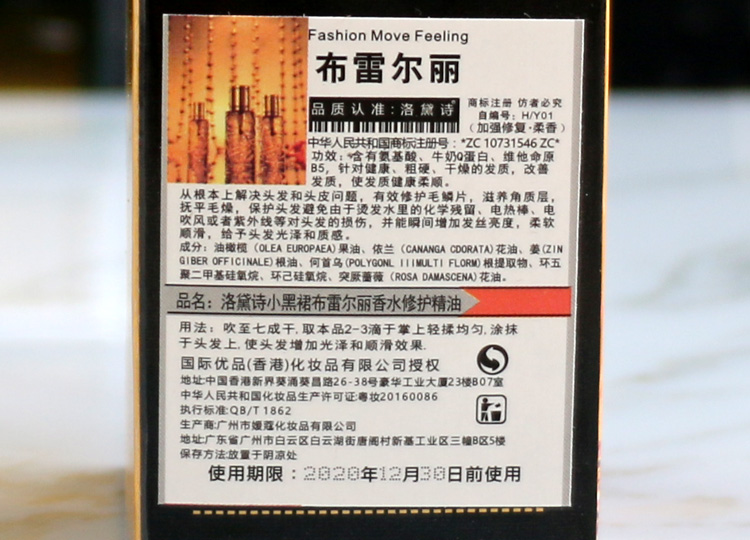 Fashion Move Feeling
布雷尔丽
品质认准：洛黛诗
商标注册 仿者必究
自编号：H/Y01
（加强修复·柔香）
中华人民共和国商标注册号：*ZC 10731546 ZC*
功效：含有氨基酸、牛奶Q蛋白、维他命原
B5，针对健康、粗硬、干燥的发质，改善
发质，使发质健康柔顺。
从根本上解决头发和头皮问题，有效修护毛鳞片，滋养角质层，
抚平毛燥，保护头发避免由于烫发水里的化学残留、电热棒、电
吹风或者紫外线等对头发的损伤，并能瞬间增加发丝亮度，柔软
顺滑，给予头发光泽和质感。
成分：油橄榄（OLEA EUROPAEA）果油、依兰（CANANGA CDORATA）花油、姜(ZIN
GIBER OFFICINALE)根油、何首乌(POLYGONL IIIMULTI FLORM)根提取物、环五
聚二甲基硅氧烷、环己硅氧烷、突厥蔷薇（ROSA DAMASCENA）花油。
品名：洛黛诗小黑裙布雷尔丽香水修护精油
用法：吹至七成干,取本品2-3滴于掌上轻揉均匀,涂抹
于头发上,使头发增加光泽和顺滑效果.
国际优品(香港)化妆品有限公司授权
地址:中国香港新界葵涌葵昌路26-38号豪华工业大厦23楼B07室
中华人民共和国化妆品生产许可证:粤妆20160086
执行标准:QB/T 1862
生产商:广州市媛蔻化妆品有限公司
地址:广东省广州市白云区白云湖街唐阁村新基工业区三幢B区5楼
保存方法:放置于阴凉处
使用期限：2020年12月30日前使用